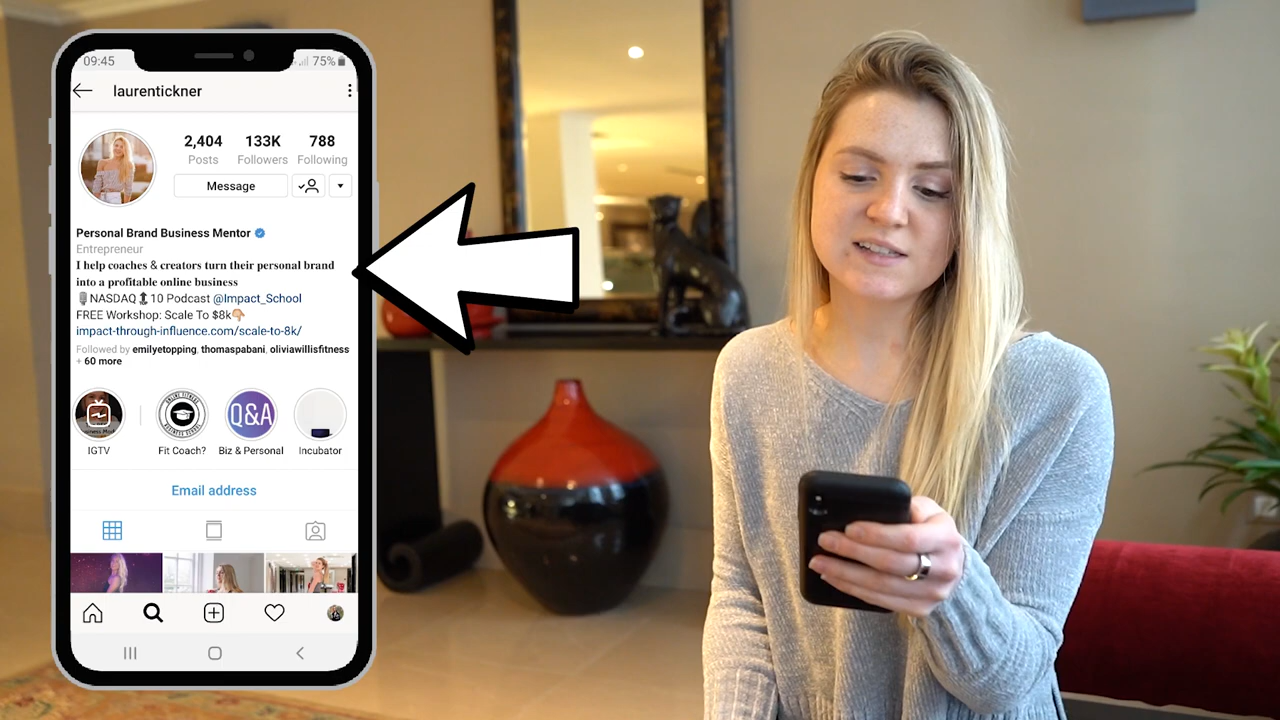 09:45 75%
laurentickner
2,404 133K 788
Posts Followers Following
Message
Personal Brand Business Mentor
Entrepreneur
I help coaches & creators turn their personal brand
into a profitable online business
🎙NASDAQ⏫10 Podcast @Impact_School
FREE Workshop: Scale To $8k👇🏼
impact-through-influence.com/scale-to-8k/
Followed by emilyetopping, thomaspabani, oliviawillisfitness
+ 60 more
Q&A
IGTV Fit Coach? Biz & Personal Incubator
Email address